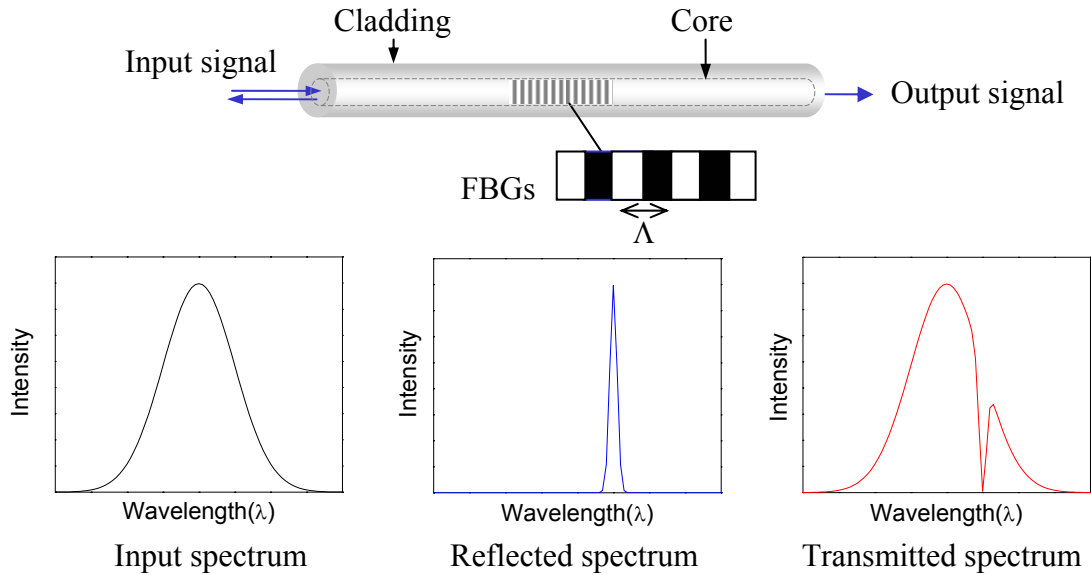 Cladding
Core
Input signal
Output signal
FBGs
Λ
Intensity
Wavelength(λ)
Input spectrum
Intensity
Wavelength(λ)
Reflected spectrum
Intensity
Wavelength(λ)
Transmitted spectrum